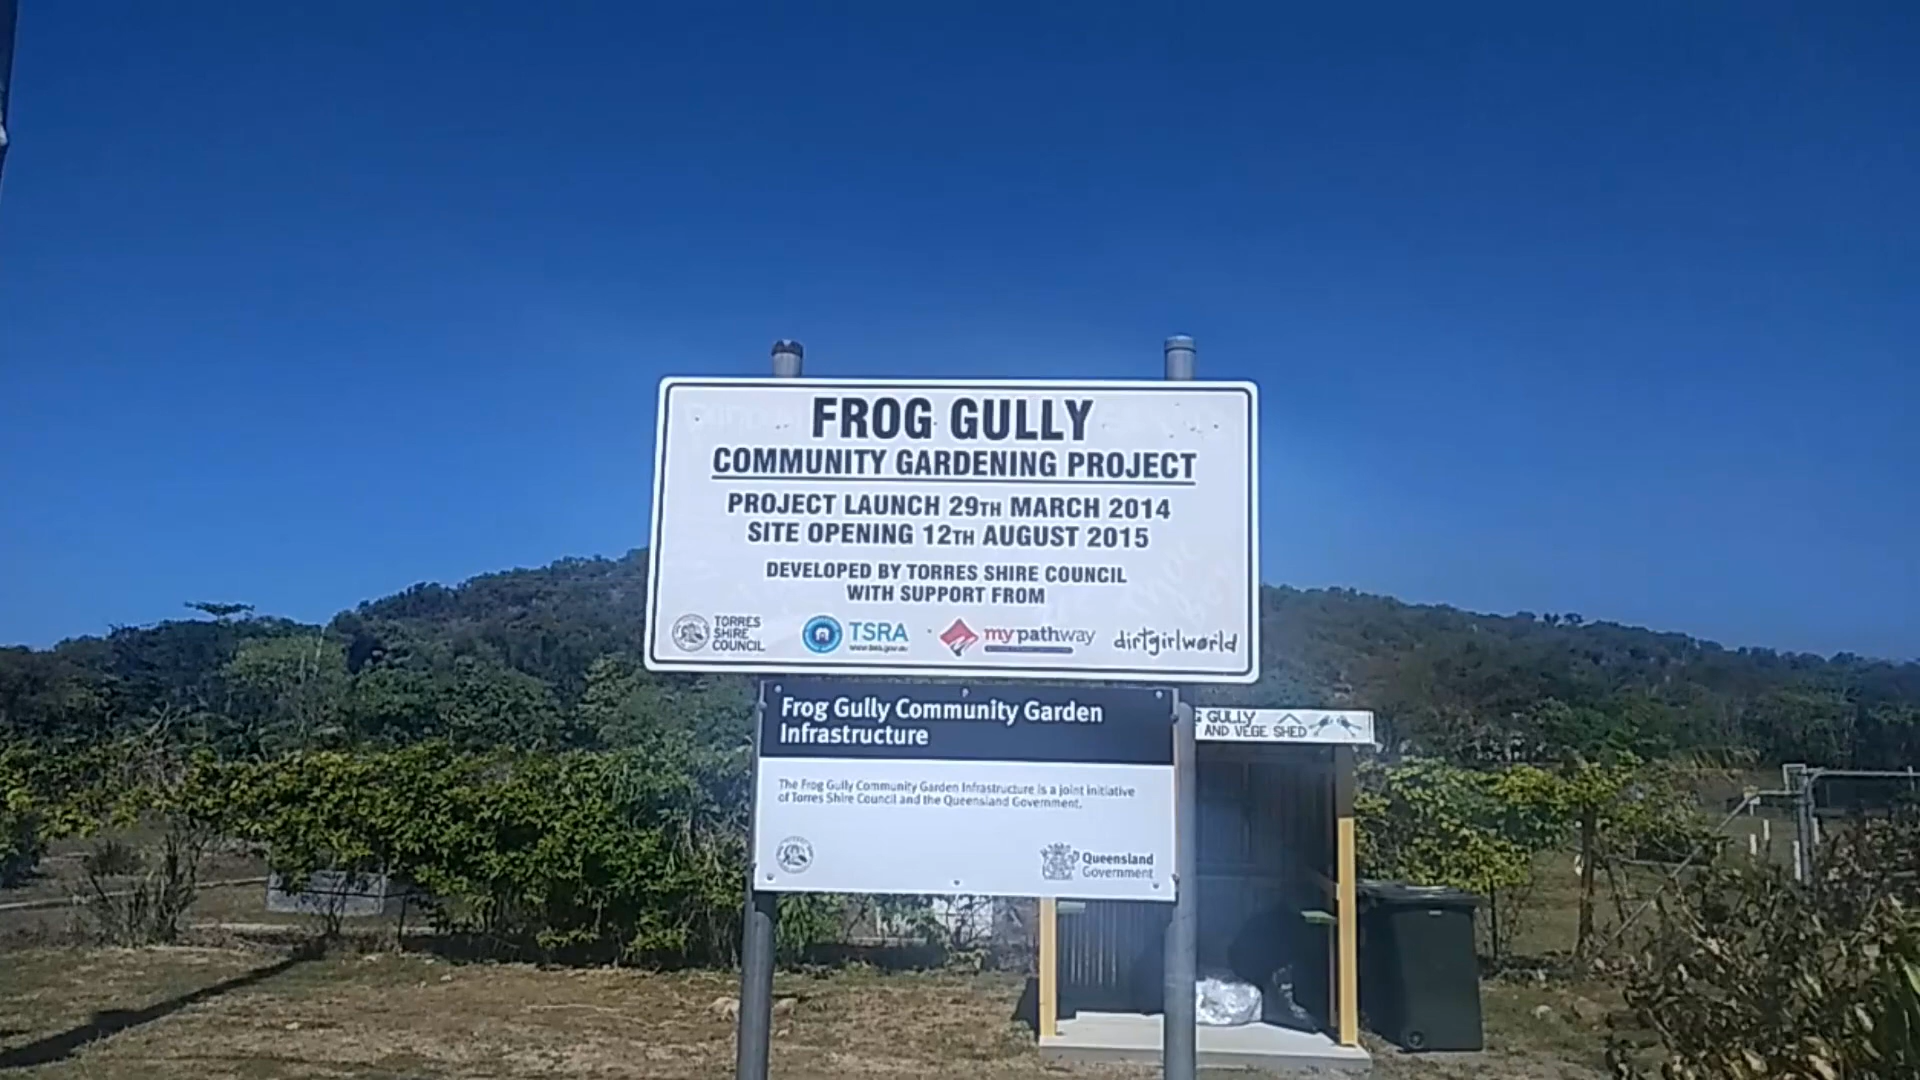 FROG GULLY
COMMUNITY GARDENING PROJECT
PROJECT LAUNCH 29TH MARCH 2014
SITE OPENING 12TH AUGUST 2015
DEVELOPED BY TORRES SHIRE COUNCIL
WITH SUPPORT FROM
TORRES
SHIRE
COUNCIL
TSRA
www.tsra.gov.au
mypathway
dirtgirlworld
Frog Gully Community Garden
Infrastructure
The Frog Gully Community Garden Infrastructure is a joint initiative
of Torres Shire Council and the Queensland Government.
Queensland
Government
GULLY
AND VEGE SHED